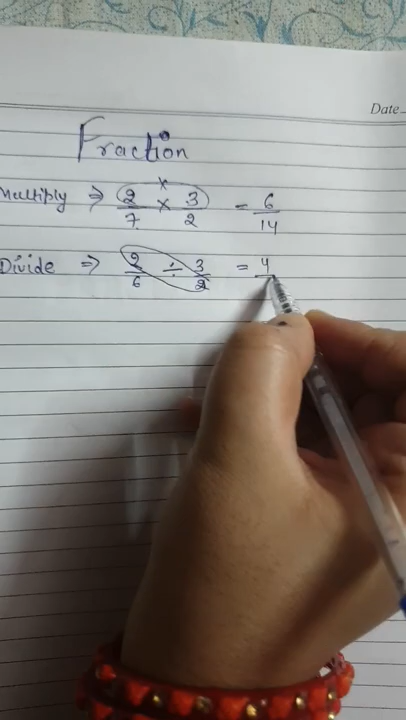 Date
Fraction
Multiply ⇒ 2/7 × 3/2 = 6/14
Divide ⇒ 2/6 ÷ 3/2 = 4/